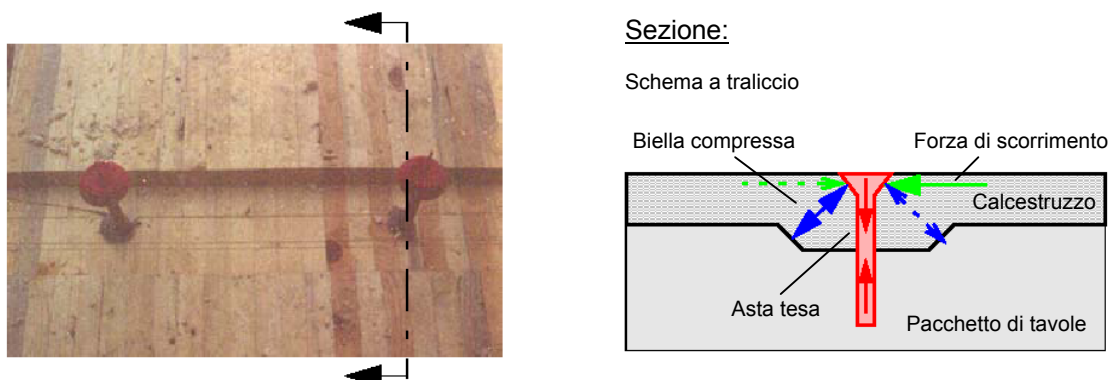 Sezione:
Schema a traliccio
Biella compressa
Forza di scorrimento
Calcestruzzo
Asta tesa
Pacchetto di tavole